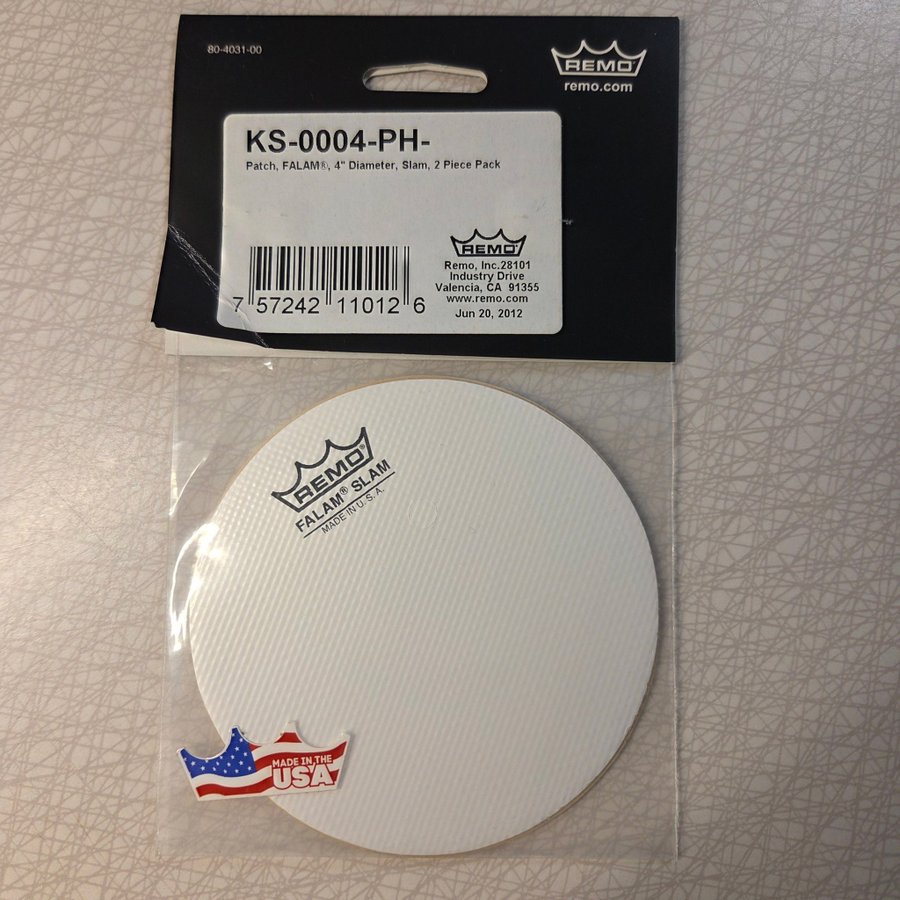 80-4031-00
REMO®
remo.com
KS-0004-PH-
Patch, FALAM®, 4" Diameter, Slam, 2 Piece Pack
REMO®
Remo, Inc.28101
Industry Drive
Valencia, CA 91355
www.remo.com
Jun 20, 2012
7 57242 11012 6
REMO®
FALAM® SLAM
MADE IN U.S.A.
MADE IN THE
USA